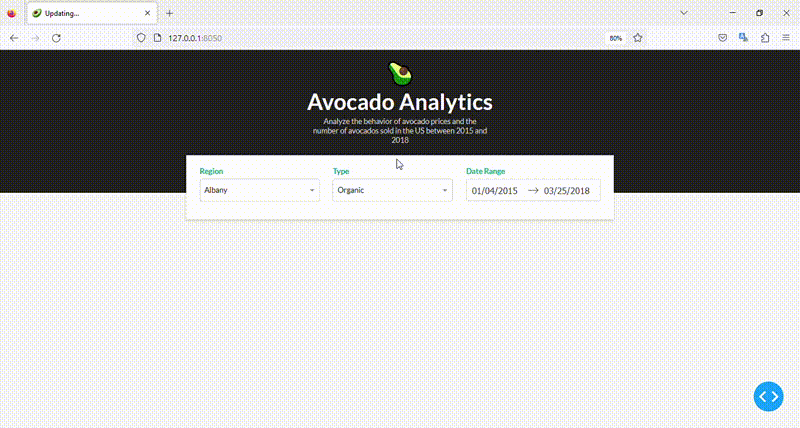 Updating...
127.0.0.1:8050
80%
Avocado Analytics
Analyze the behavior of avocado prices and the
number of avocados sold in the US between 2015 and
2018
Region
Type
Date Range
Albany
Organic
01/04/2015
03/25/2018